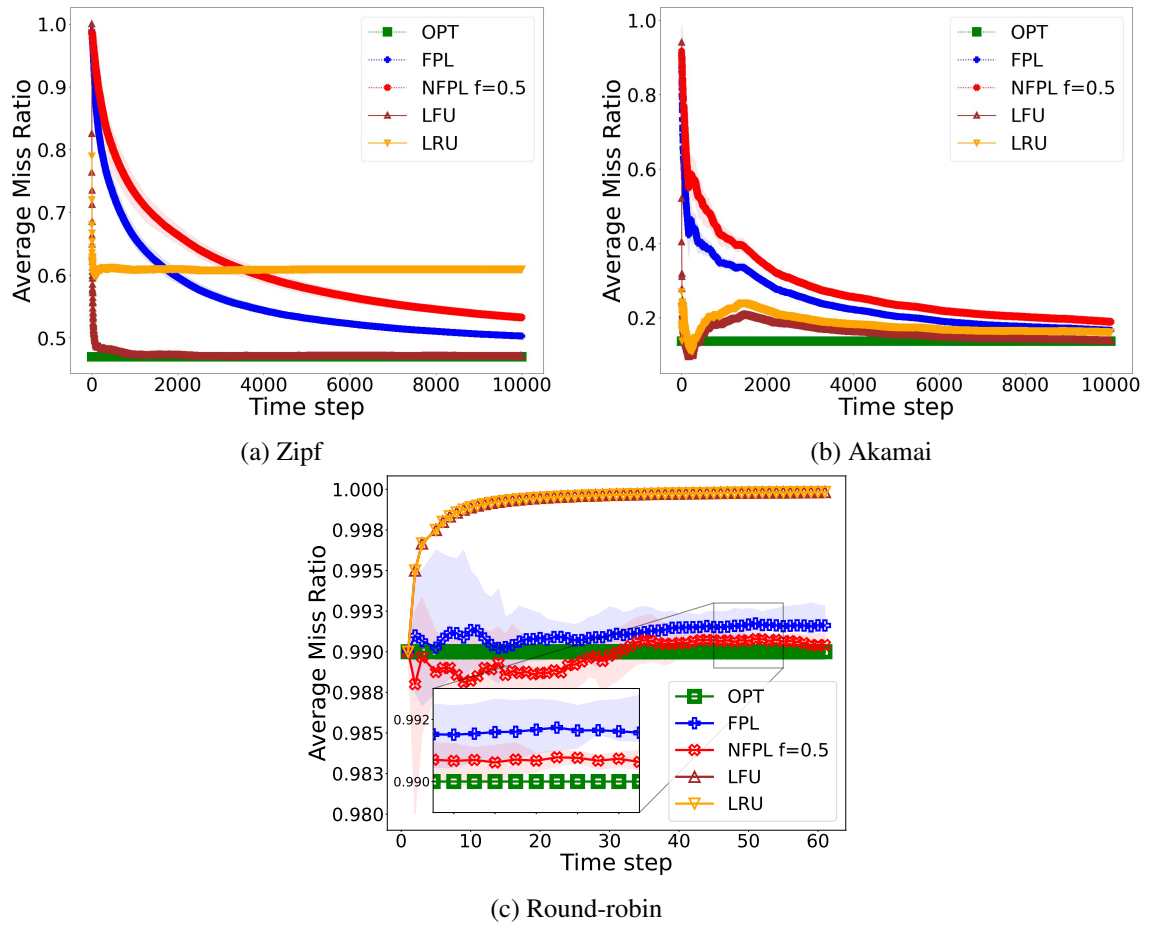 1.0
0.9
0.8
0.7
0.6
0.5
Average Miss Ratio
OPT
FPL
NFPL f=0.5
LFU
LRU
0 2000 4000 6000 8000 10000
Time step
(a) Zipf
1.0
0.8
0.6
0.4
0.2
Average Miss Ratio
OPT
FPL
NFPL f=0.5
LFU
LRU
0 2000 4000 6000 8000 10000
Time step
(b) Akamai
1.000
0.998
0.995
0.993
0.990
0.988
0.985
0.983
0.980
Average Miss Ratio
0.992
0.990
OPT
FPL
NFPL f=0.5
LFU
LRU
0 10 20 30 40 50 60
Time step
(c) Round-robin